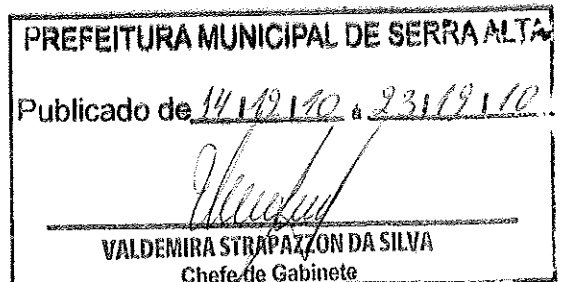 PREFEITURA MUNICIPAL DE SERRA ALTA
Publicado de 14/12/10 a 23/12/10
VALDEMIRA STRAPAZZON DA SILVA
Chefe de Gabinete